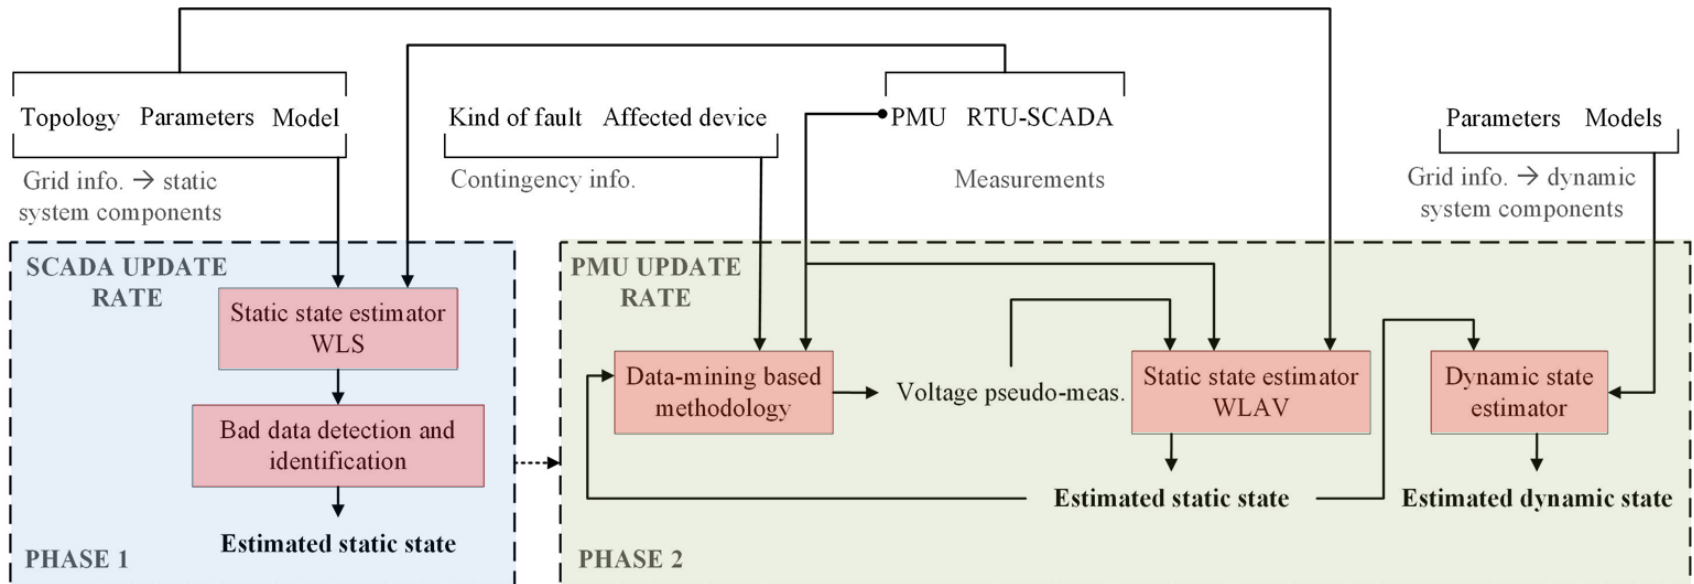 Topology Parameters Model
Grid info. → static
system components
Kind of fault Affected device
Contingency info.
PMU RTU-SCADA
Measurements
Parameters Models
Grid info. → dynamic
system components
SCADA UPDATE
RATE
Static state estimator
WLS
Bad data detection and
identification
Estimated static state
PHASE 1
PMU UPDATE
RATE
Data-mining based
methodology
Voltage pseudo-meas.
Static state estimator
WLAV
Dynamic state
estimator
Estimated static state
Estimated dynamic state
PHASE 2